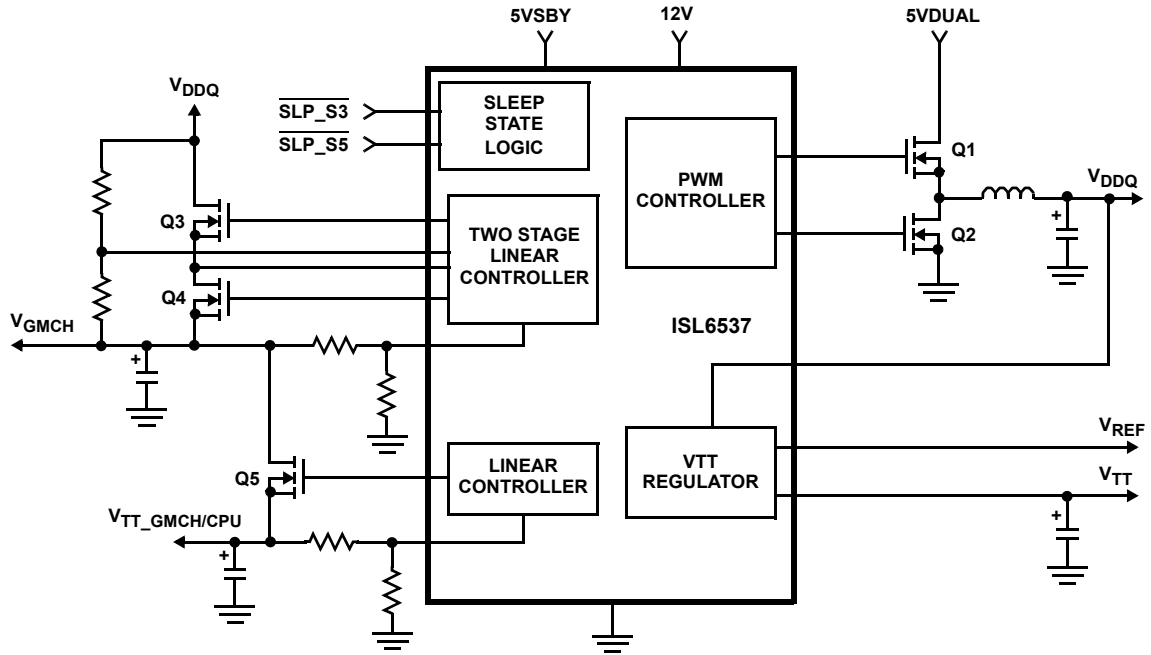 5VSBY
12V
5VDUAL
VDDQ
SLP_S3
SLP_S5
SLEEP
STATE
LOGIC
Q1
PWM
CONTROLLER
VDDQ
Q3
TWO STAGE
LINEAR
CONTROLLER
Q2
+
Q4
VGMCH
ISL6537
+
VREF
Q5
LINEAR
CONTROLLER
VTT
REGULATOR
VTT
VTT_GMCH/CPU
+
+